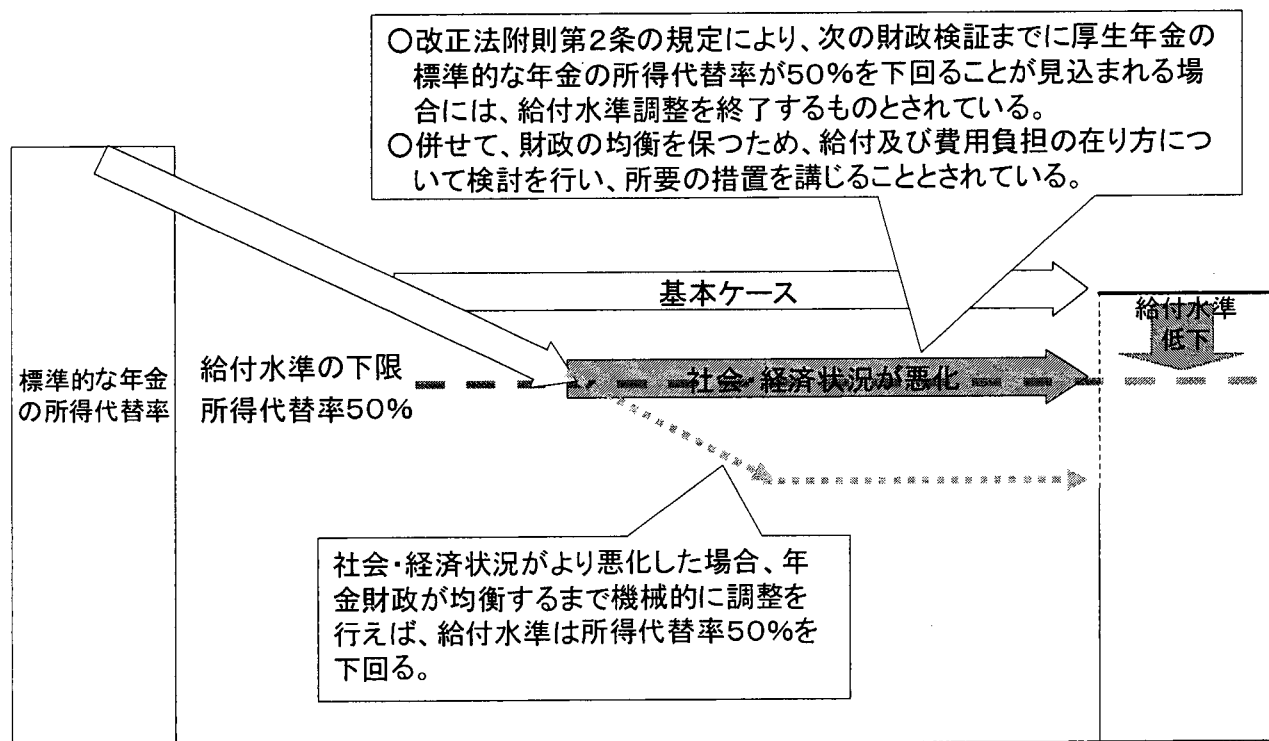 ○改正法附則第2条の規定により、次の財政検証までに厚生年金の
標準的な年金の所得代替率が50%を下回ることが見込まれる場
合には、給付水準調整を終了するものとされている。
○併せて、財政の均衡を保つため、給付及び費用負担の在り方につ
いて検討を行い、所要の措置を講じることとされている。
基本ケース
給付水準
低下
標準的な年金
の所得代替率
給付水準の下限
所得代替率50%
社会・経済状況が悪化
社会・経済状況がより悪化した場合、年
金財政が均衡するまで機械的に調整を
行えば、給付水準は所得代替率50%を
下回る。